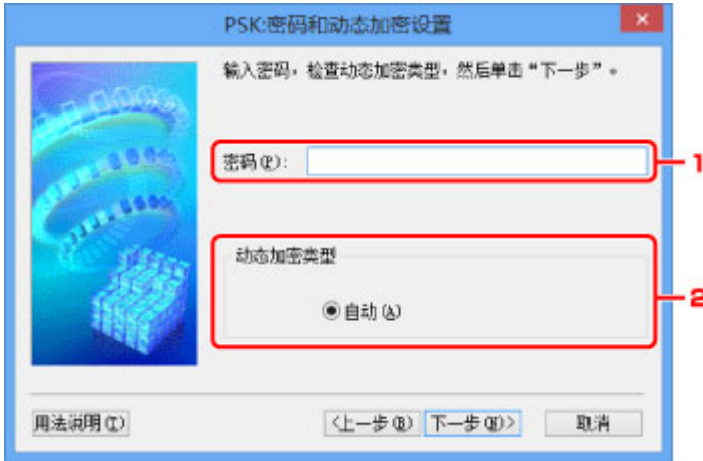 PSK:密码和动态加密设置
输入密码，检查动态加密类型，然后单击“下一步”。
密码(P):
1
动态加密类型
自动(A)
2
用法说明(I)
<上一步(B) 下一步(N)> 取消